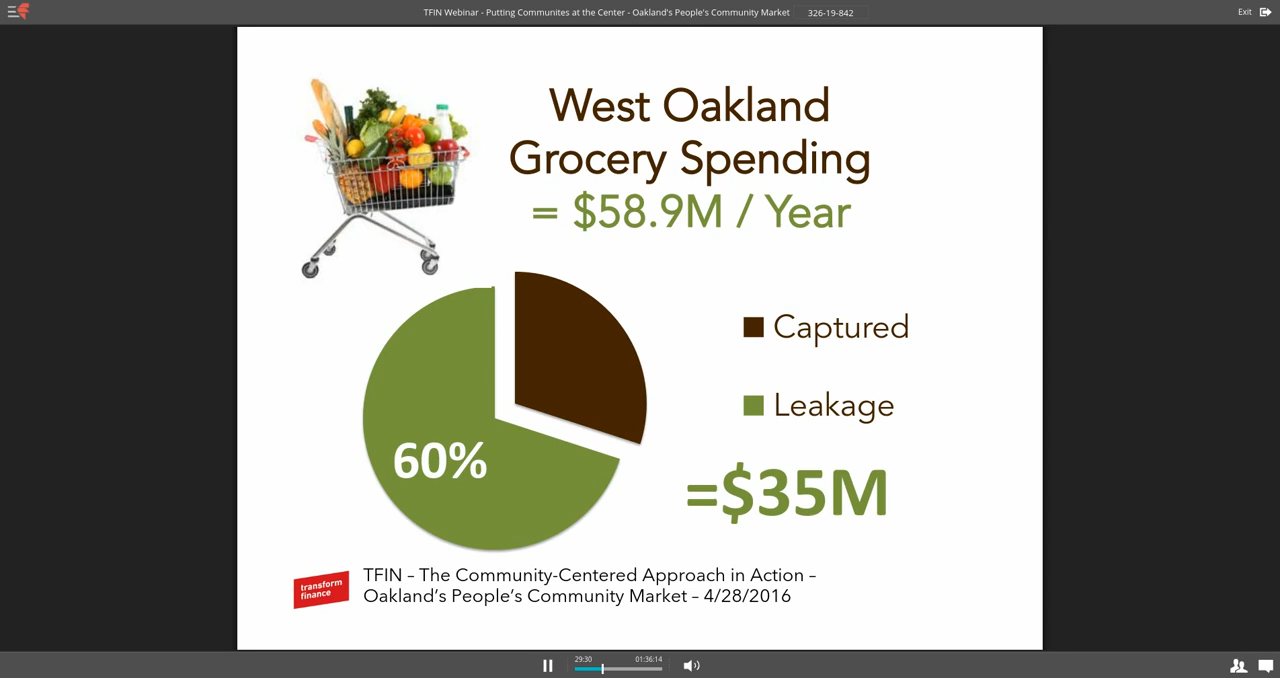 TFIN Webinar - Putting Communites at the Center - Oakland's People's Community Market 326-19-842
Exit
West Oakland
Grocery Spending
= $58.9M / Year
Captured
Leakage
60%
=$35M
transform
finance
TFIN – The Community-Centered Approach in Action –
Oakland’s People’s Community Market – 4/28/2016
29:30 01:36:14